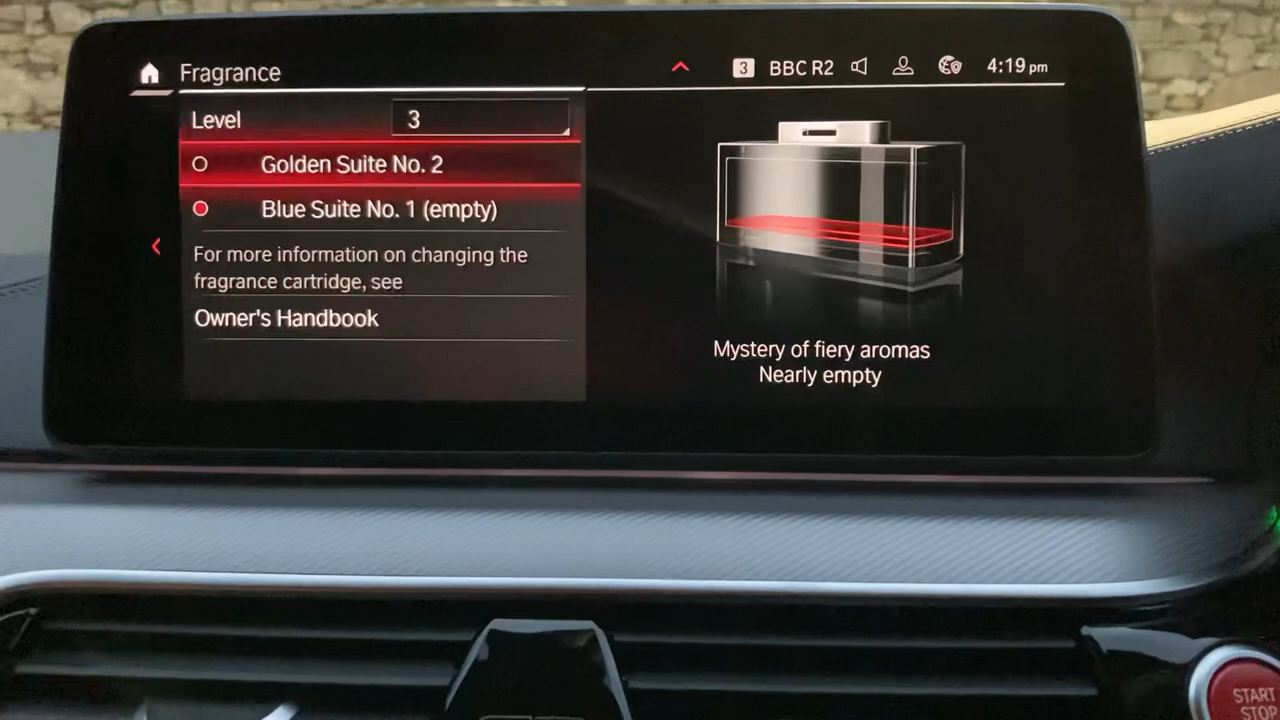 Fragrance
3 BBC R2 4:19 pm
Level 3
Golden Suite No. 2
Blue Suite No. 1 (empty)
For more information on changing the
fragrance cartridge, see
Owner's Handbook
Mystery of fiery aromas
Nearly empty
START
STOP